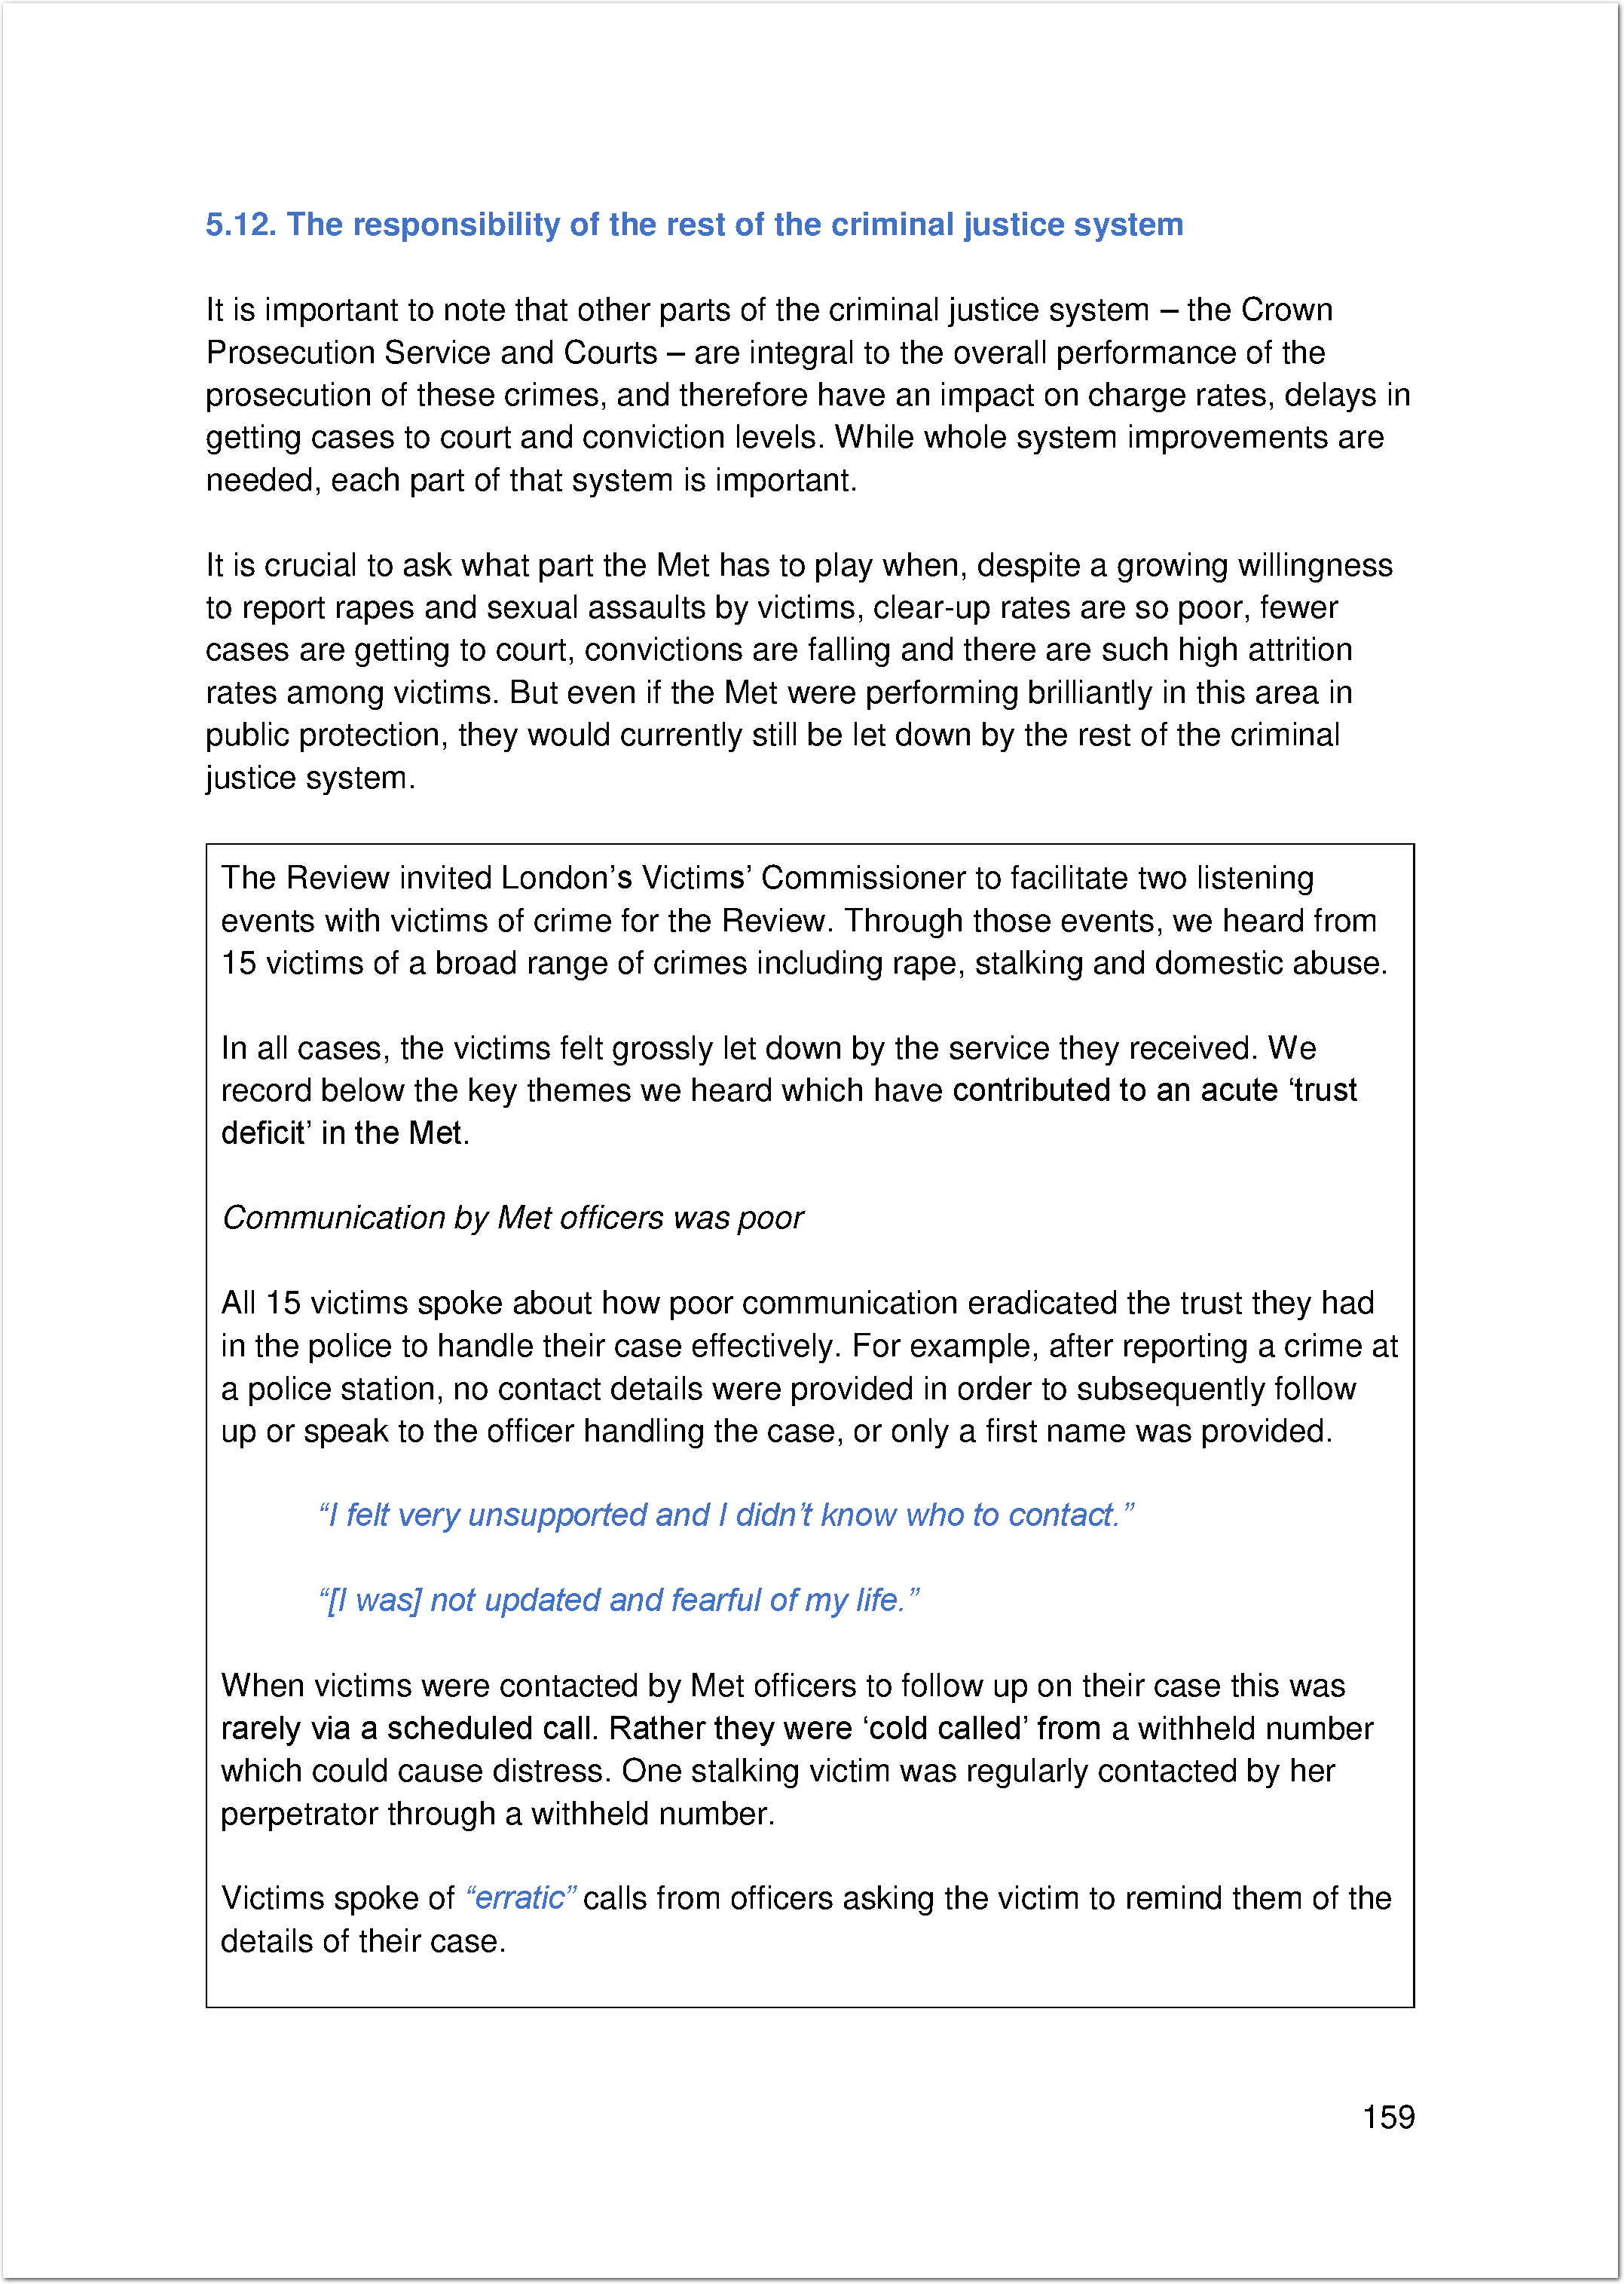 5.12. The responsibility of the rest of the criminal justice system
It is important to note that other parts of the criminal justice system – the Crown
Prosecution Service and Courts – are integral to the overall performance of the
prosecution of these crimes, and therefore have an impact on charge rates, delays in
getting cases to court and conviction levels. While whole system improvements are
needed, each part of that system is important.
It is crucial to ask what part the Met has to play when, despite a growing willingness
to report rapes and sexual assaults by victims, clear-up rates are so poor, fewer
cases are getting to court, convictions are falling and there are such high attrition
rates among victims. But even if the Met were performing brilliantly in this area in
public protection, they would currently still be let down by the rest of the criminal
justice system.
The Review invited London’s Victims’ Commissioner to facilitate two listening
events with victims of crime for the Review. Through those events, we heard from
15 victims of a broad range of crimes including rape, stalking and domestic abuse.
In all cases, the victims felt grossly let down by the service they received. We
record below the key themes we heard which have contributed to an acute ‘trust
deficit’ in the Met.
Communication by Met officers was poor
All 15 victims spoke about how poor communication eradicated the trust they had
in the police to handle their case effectively. For example, after reporting a crime at
a police station, no contact details were provided in order to subsequently follow
up or speak to the officer handling the case, or only a first name was provided.
“I felt very unsupported and I didn’t know who to contact.”
“[I was] not updated and fearful of my life.”
When victims were contacted by Met officers to follow up on their case this was
rarely via a scheduled call. Rather they were ‘cold called’ from a withheld number
which could cause distress. One stalking victim was regularly contacted by her
perpetrator through a withheld number.
Victims spoke of “erratic” calls from officers asking the victim to remind them of the
details of their case.
159